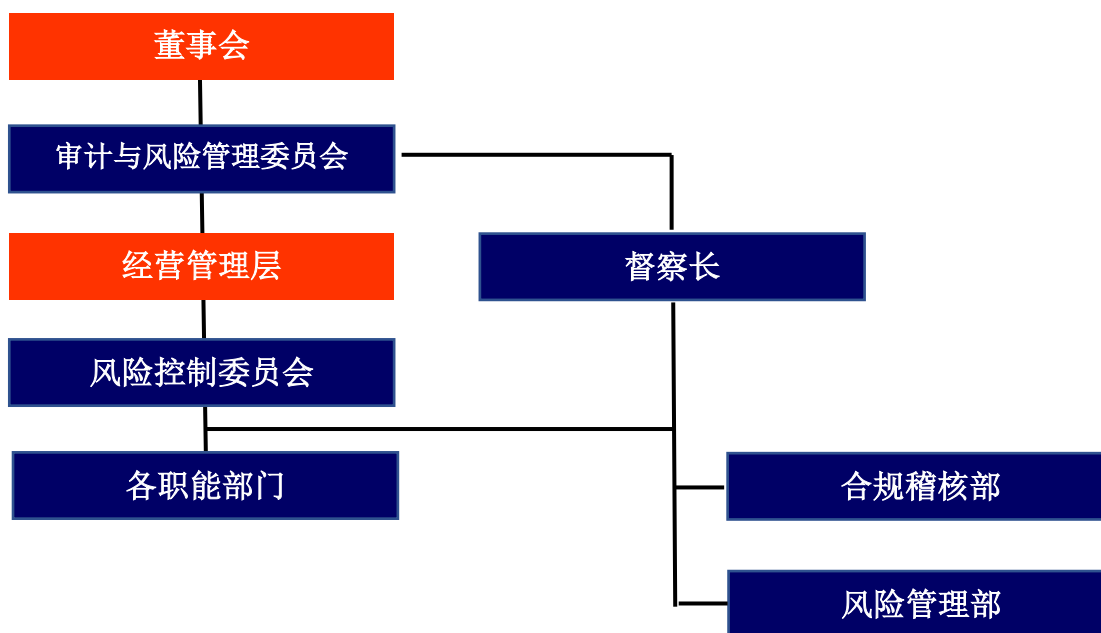 董事会
审计与风险管理委员会
经营管理层
督察长
风险控制委员会
各职能部门
合规稽核部
风险管理部